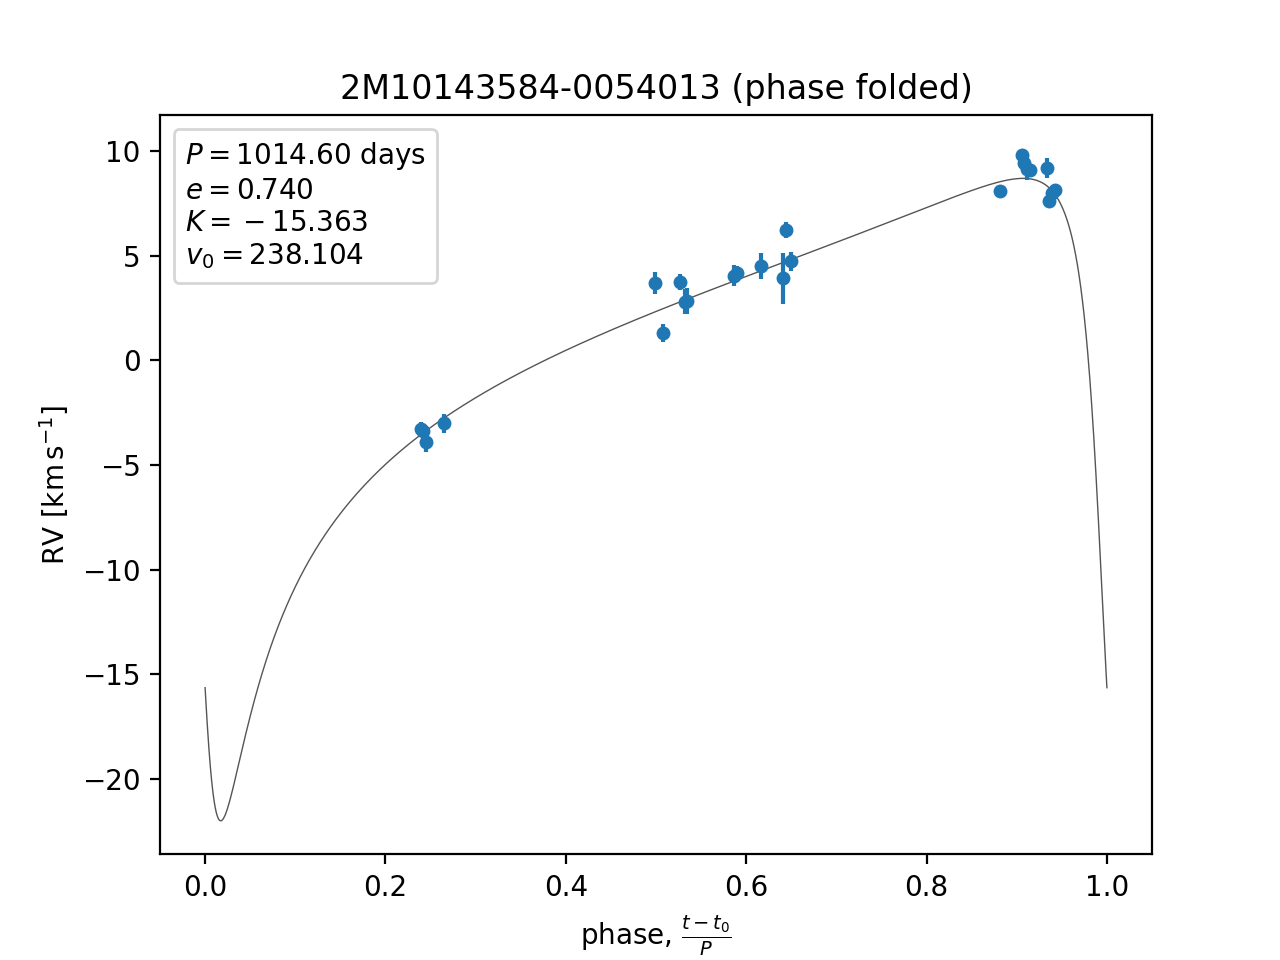 2M10143584-0054013 (phase folded)
P = 1014.60 days
e = 0.740
K = −15.363
v₀ = 238.104
10
5
0
−5
−10
−15
−20
RV [km s⁻¹]
0.0 0.2 0.4 0.6 0.8 1.0
phase, (t − t₀)/P